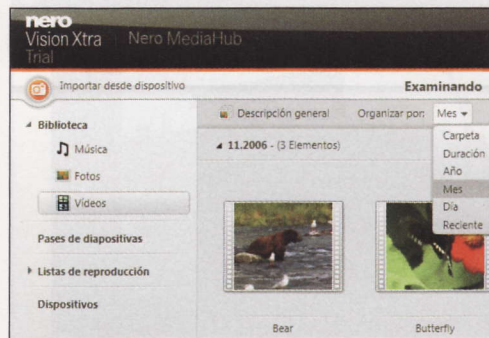 nero
Vision Xtra
Trial
Nero MediaHub
Importar desde dispositivo
Examinando
Biblioteca
Música
Fotos
Vídeos
Pases de diapositivas
Listas de reproducción
Dispositivos
Descripción general
Organizar por: Mes
Carpeta
Duración
Año
Mes
Día
Reciente
11.2006 - (3 Elementos)
Bear
Butterfly